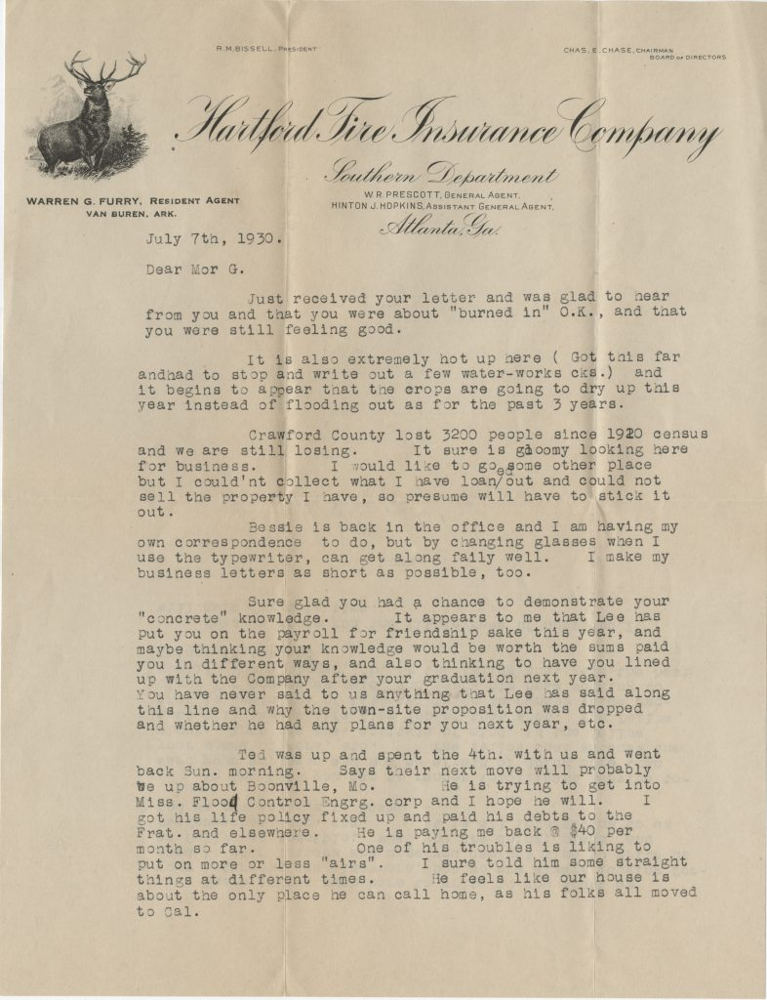 R.M. BISSELL, PRESIDENT
CHAS. E. CHASE, CHAIRMAN
BOARD OF DIRECTORS
Hartford Fire Insurance Company
Southern Department
W.R. PRESCOTT, GENERAL AGENT.
HINTON J. HOPKINS, ASSISTANT GENERAL AGENT.
Atlanta, Ga.
WARREN G. FURRY, RESIDENT AGENT
VAN BUREN, ARK.
July 7th, 1930.
Dear Mor G.
Just received your letter and was glad to hear
from you and that you were about "burned in" O.K., and that
you were still feeling good.
It is also extremely hot up here ( Got this far
andhad to stop and write out a few water-works cks.)  and
it begins to appear that the crops are going to dry up this
year instead of flooding out as for the past 3 years.
Crawford County lost 3200 people since 1920 census
and we are still losing. It sure is gloomy looking here
for business. I would like to go some other place
but I could'nt collect what I have loaned out and could not
sell the property I have, so presume will have to stick it
out.
Bessie is back in the office and I am having my
own correspondence to do, but by changing glasses when I
use the typewriter, can get along faily well. I make my
business letters as short as possible, too.
Sure glad you had a chance to demonstrate your
"concrete" knowledge. It appears to me that Lee has
put you on the payroll for friendship sake this year, and
maybe thinking your knowledge would be worth the sums paid
you in different ways, and also thinking to have you lined
up with the Company after your graduation next year.
You have never said to us anything that Lee has said along
this line and why the town-site proposition was dropped
and whether he had any plans for you next year, etc.
Ted was up and spent the 4th. with us and went
back Sun. morning. Says their next move will probably
be up about Boonville, Mo. He is trying to get into
Miss. Flood Control Engrg. corp and I hope he will. I
got his life policy fixed up and paid his debts to the
Frat. and elsewhere. He is paying me back @ $40 per
month so far. One of his troubles is liking to
put on more or less "airs". I sure told him some straight
things at different times. He feels like our house is
about the only place he can call home, as his folks all moved
to Cal.